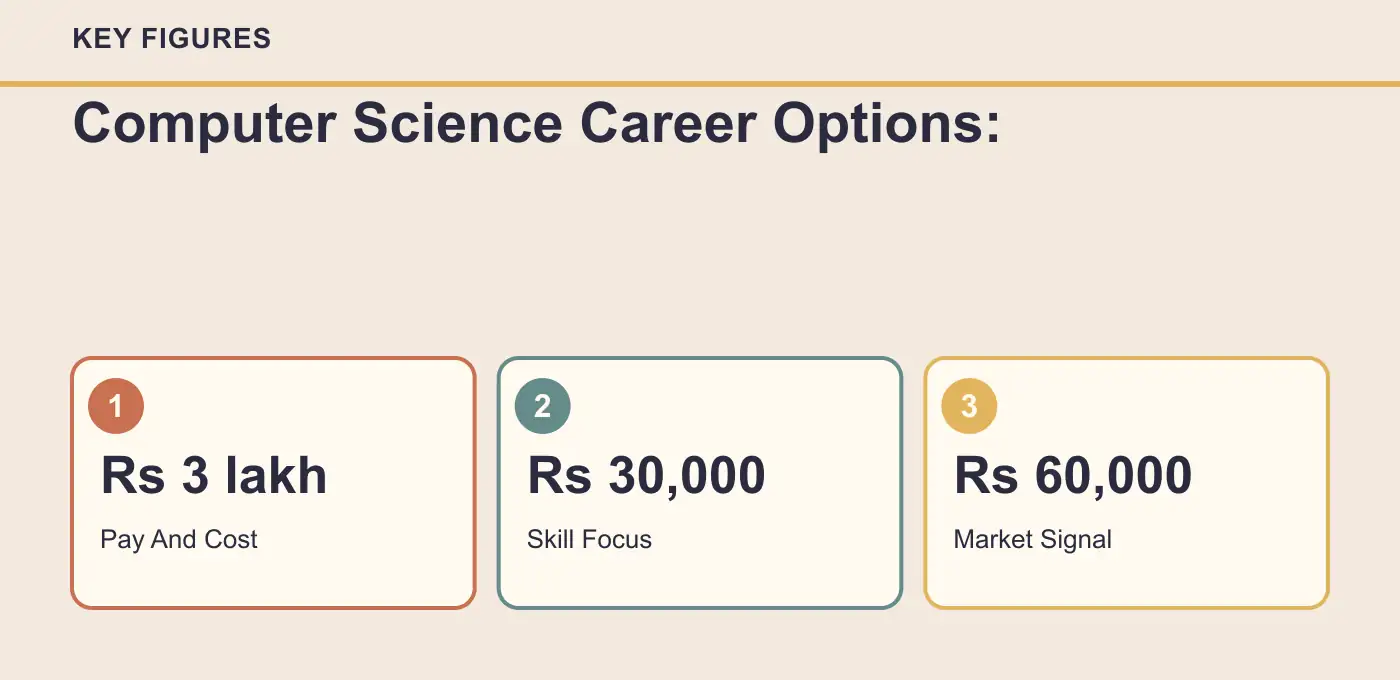 KEY FIGURES
Computer Science Career Options:
1
Rs 3 lakh
Pay And Cost
2
Rs 30,000
Skill Focus
3
Rs 60,000
Market Signal